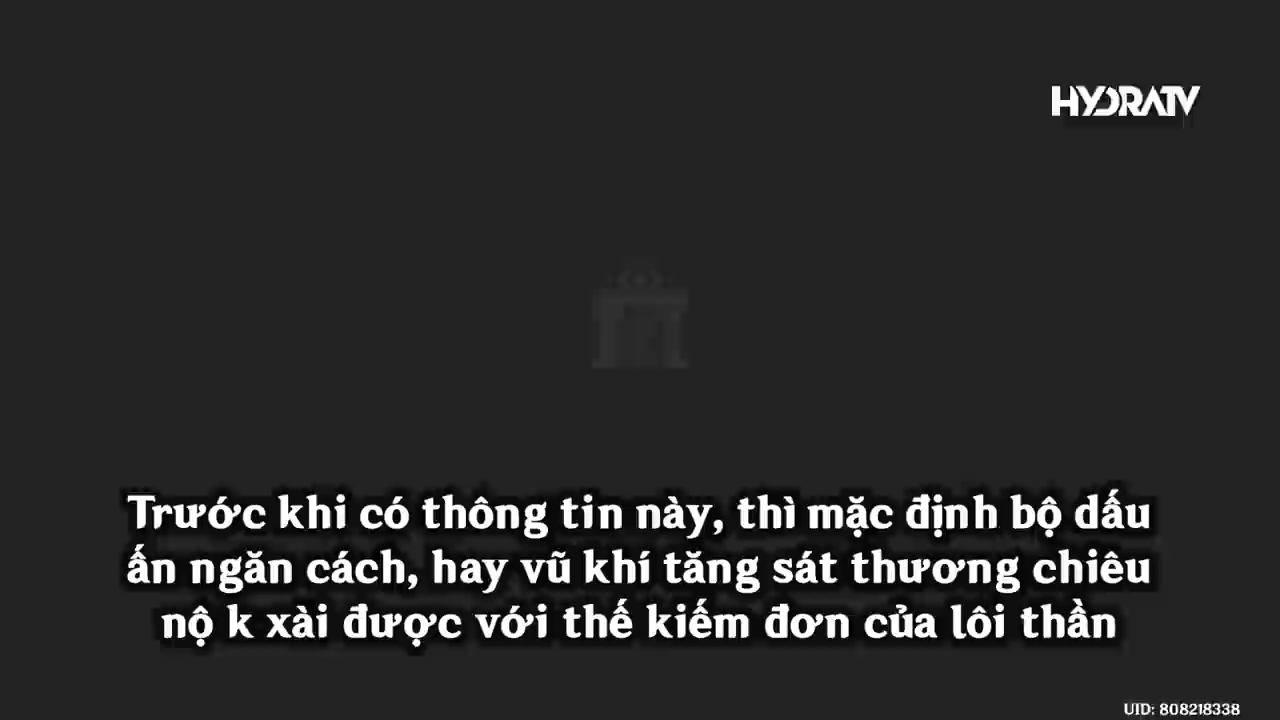 HYDRATV
Trước khi có thông tin này, thì mặc định bộ dấu
ấn ngăn cách, hay vũ khí tăng sát thương chiêu
nộ k xài được với thế kiếm đơn của lôi thần
UID: 808218338